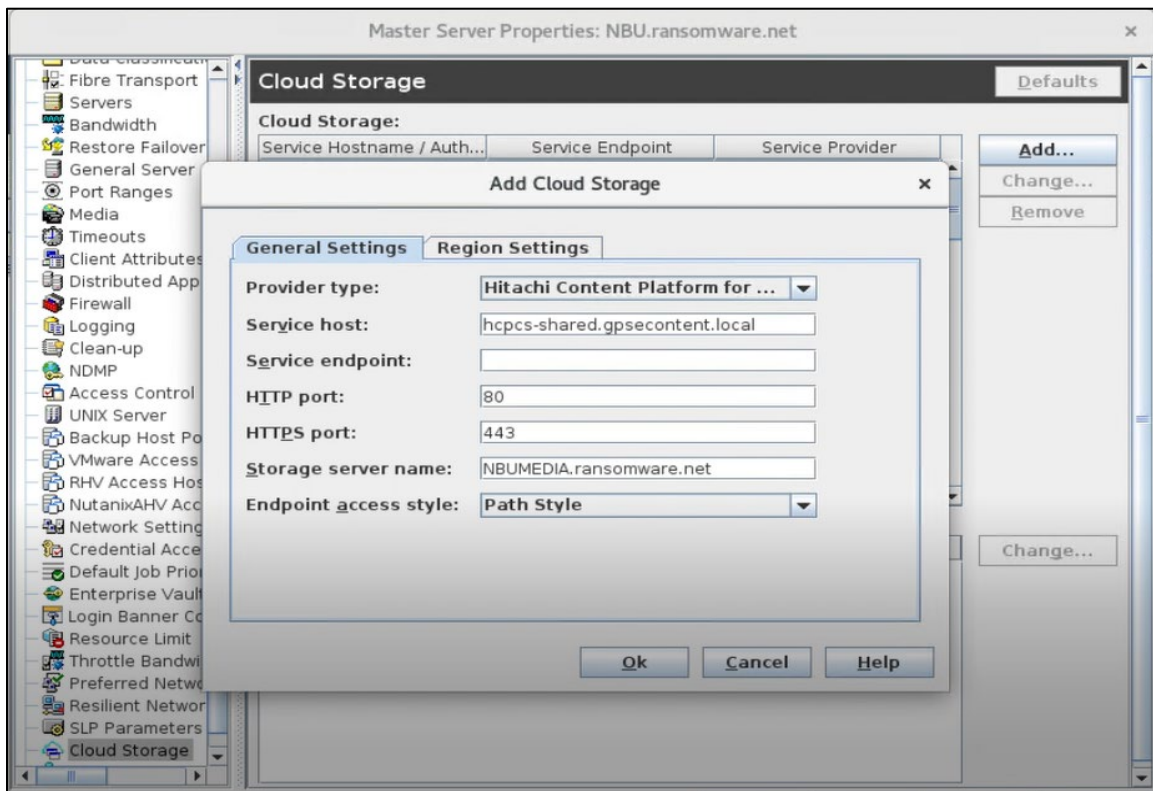 Master Server Properties: NBU.ransomware.net
Fibre Transport
Servers
Bandwidth
Restore Failover
General Server
Port Ranges
Media
Timeouts
Client Attributes
Distributed App
Firewall
Logging
Clean-up
NDMP
Access Control
UNIX Server
Backup Host Po
VMware Access
RHV Access Hos
NutanixAHV Acc
Network Setting
Credential Acce
Default Job Prior
Enterprise Vault
Login Banner Co
Resource Limit
Throttle Bandwi
Preferred Netwo
Resilient Networ
SLP Parameters
Cloud Storage
Cloud Storage
Defaults
Cloud Storage:
Service Hostname / Auth... Service Endpoint Service Provider
Add...
Change...
Remove
Change...
Add Cloud Storage
General Settings Region Settings
Provider type: Hitachi Content Platform for ...
Service host: hcpcs-shared.gpsecontent.local
Service endpoint:
HTTP port: 80
HTTPS port: 443
Storage server name: NBUMEDIA.ransomware.net
Endpoint access style: Path Style
Ok Cancel Help